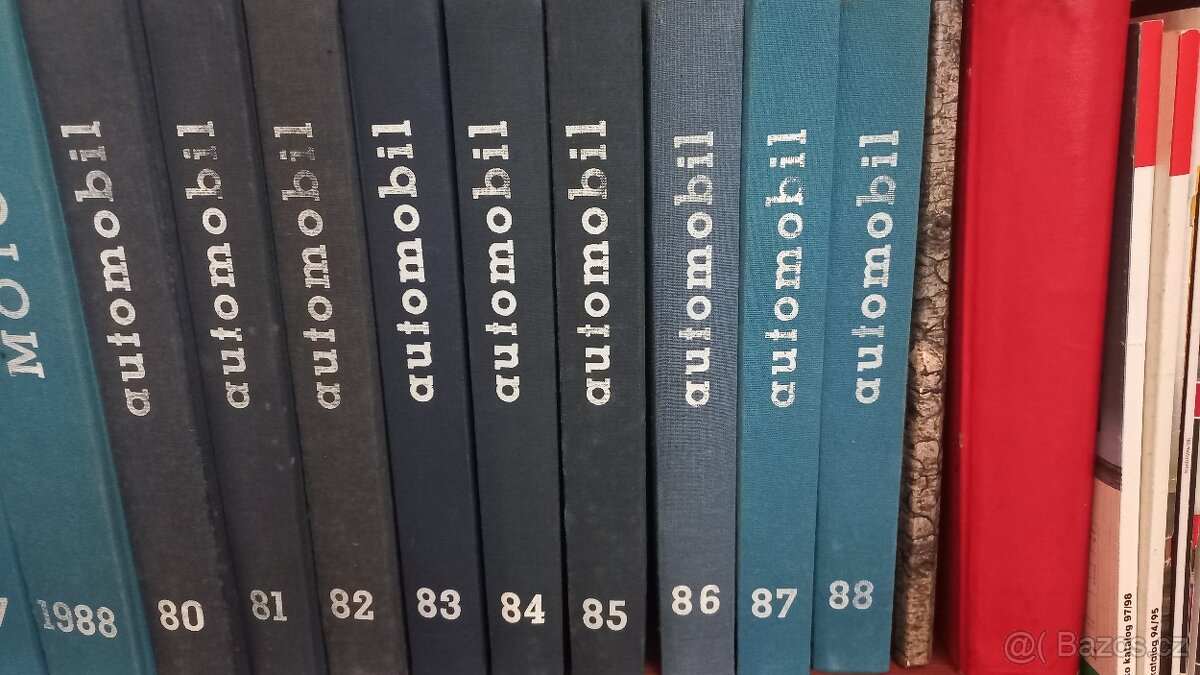 MOTO
1988
automobil
80
automobil
81
automobil
82
automobil
83
automobil
84
automobil
85
automobil
86
automobil
87
automobil
88
katalog 97/98
katalog 94/95
@( Bazos.cz